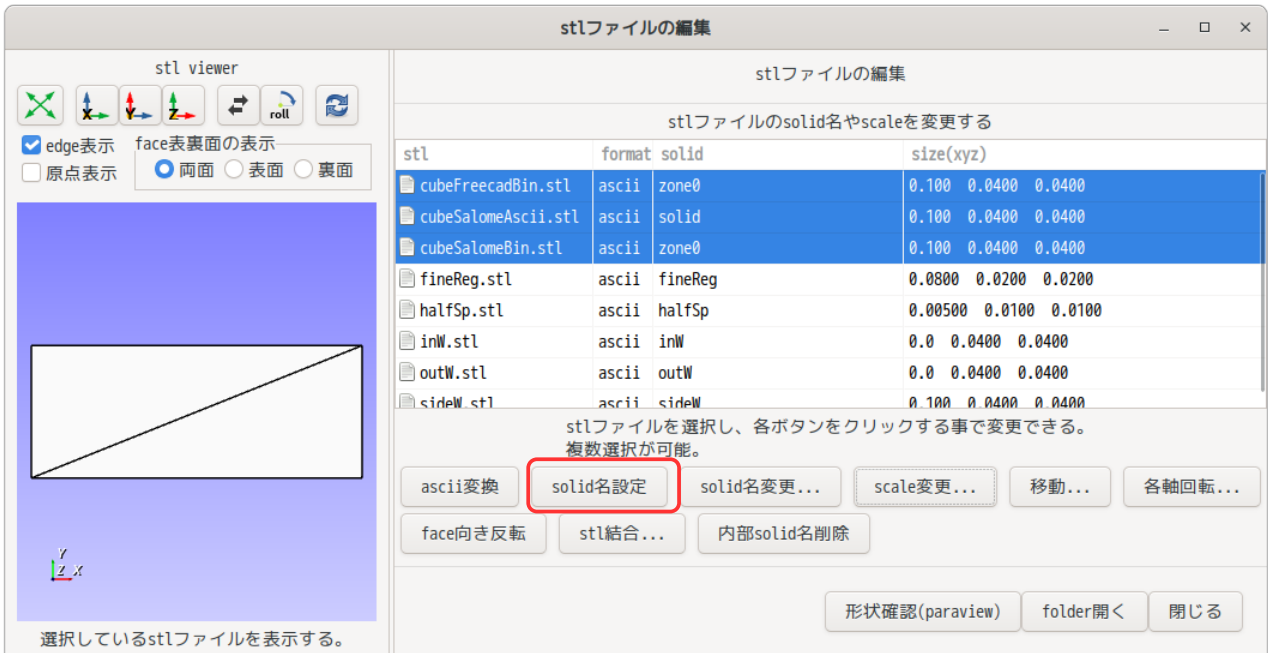 stlファイルの編集
stl viewer
X Y Z roll
edge表示 face表裏面の表示
原点表示 両面 表面 裏面
Y
Z X
選択しているstlファイルを表示する。
stlファイルの編集
stlファイルのsolid名やscaleを変更する
stl format solid size(xyz)
cubeFreecadBin.stl ascii zone0 0.100 0.0400 0.0400
cubeSalomeAscii.stl ascii solid 0.100 0.0400 0.0400
cubeSalomeBin.stl ascii zone0 0.100 0.0400 0.0400
fineReg.stl ascii fineReg 0.0800 0.0200 0.0200
halfSp.stl ascii halfSp 0.00500 0.0100 0.0100
inW.stl ascii inW 0.0 0.0400 0.0400
outW.stl ascii outW 0.0 0.0400 0.0400
sideW.stl ascii sideW 0.100 0.0400 0.0400
stlファイルを選択し、各ボタンをクリックする事で変更できる。
複数選択が可能。
ascii変換 solid名設定 solid名変更... scale変更... 移動... 各軸回転...
face向き反転 stl結合... 内部solid名削除
形状確認(paraview) folder開く 閉じる